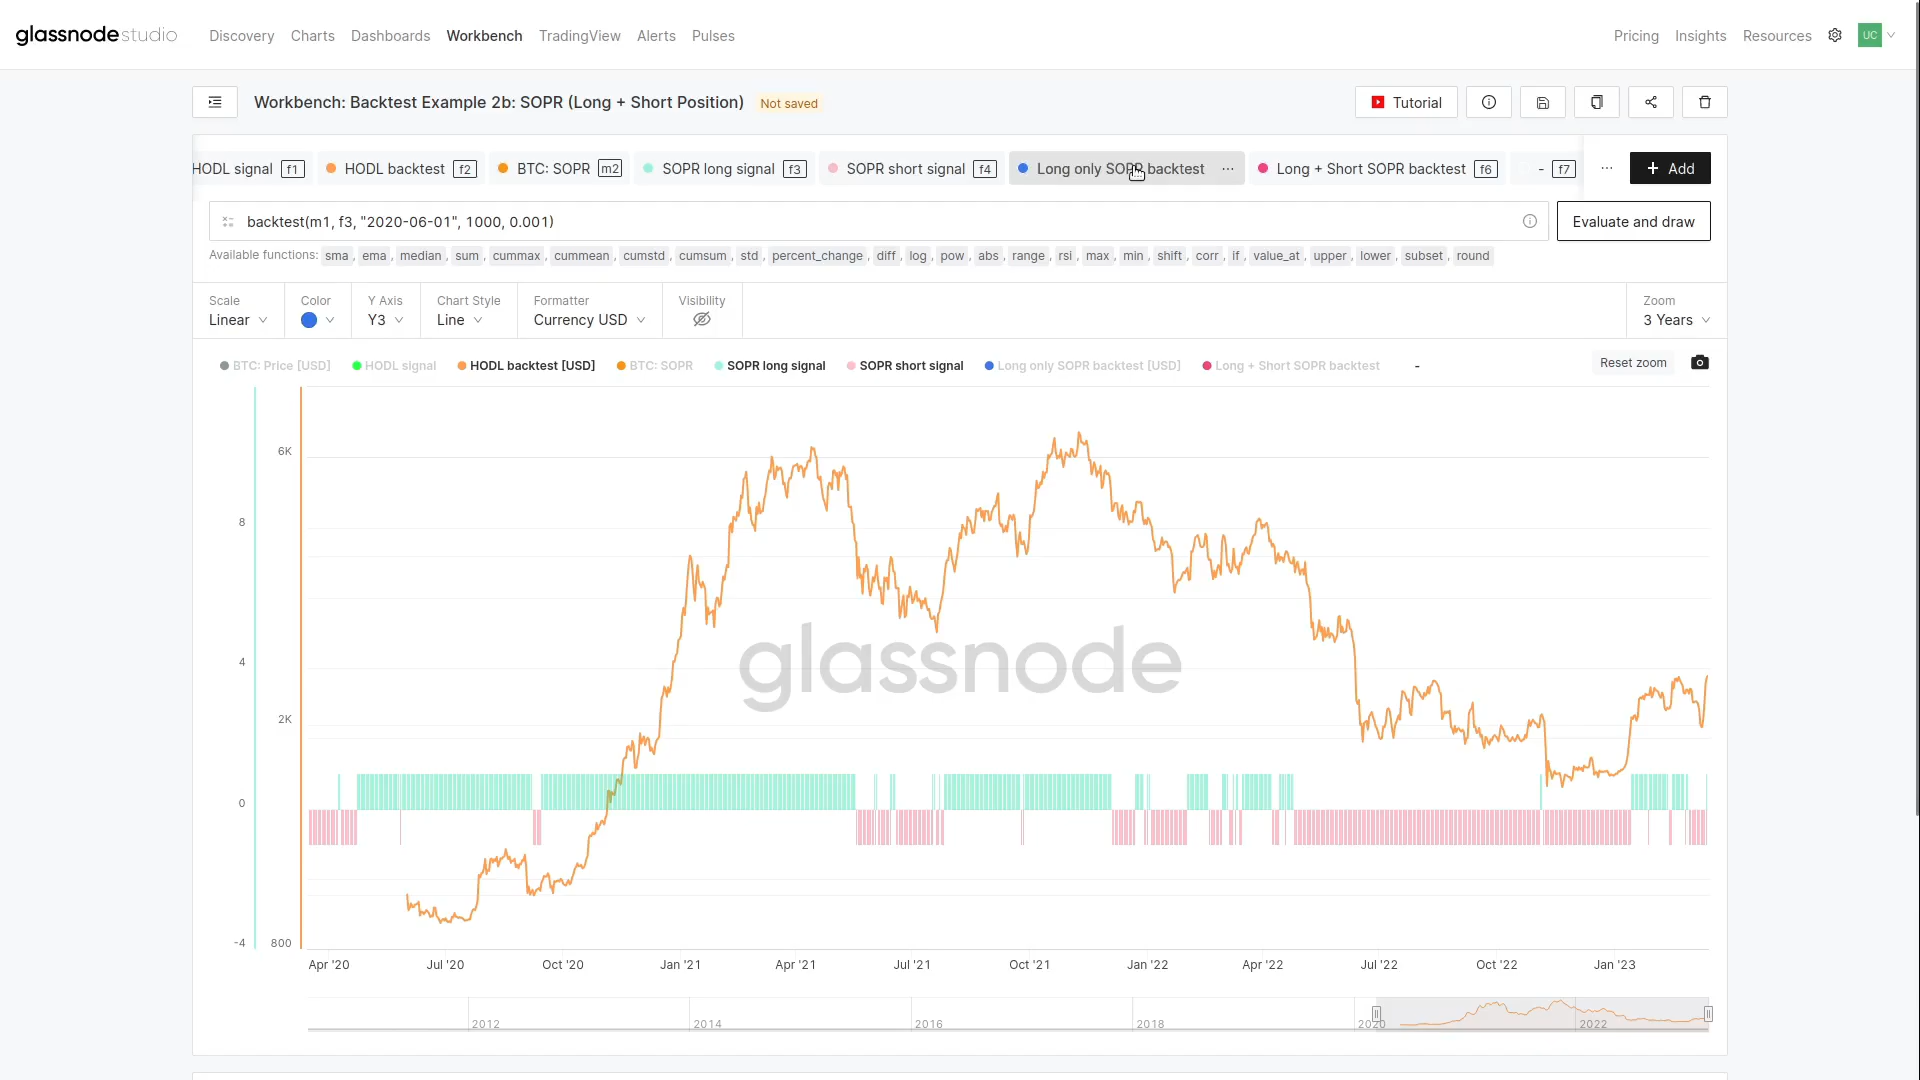 glassnodestudio Discovery Charts Dashboards Workbench TradingView Alerts Pulses Pricing Insights Resources UC
Workbench: Backtest Example 2b: SOPR (Long + Short Position) Not saved Tutorial
HODL signal f1 HODL backtest f2 BTC: SOPR m2 SOPR long signal f3 SOPR short signal f4 Long only SOPR backtest ... Long + Short SOPR backtest f6 - f7 ... + Add
backtest(m1, f3, "2020-06-01", 1000, 0.001) Evaluate and draw
Available functions: sma , ema , median , sum , cummax , cummean , cumstd , cumsum , std , percent_change , diff , log , pow , abs , range , rsi , max , min , shift , corr , if , value_at , upper , lower , subset , round
Scale Color Y Axis Chart Style Formatter Visibility Zoom
Linear Y3 Line Currency USD 3 Years
BTC: Price [USD] HODL signal HODL backtest [USD] BTC: SOPR SOPR long signal SOPR short signal Long only SOPR backtest [USD] Long + Short SOPR backtest - Reset zoom
6K
8
glassnode
4
2K
0
-4 800
Apr '20 Jul '20 Oct '20 Jan '21 Apr '21 Jul '21 Oct '21 Jan '22 Apr '22 Jul '22 Oct '22 Jan '23
2012 2014 2016 2018 2020 2022